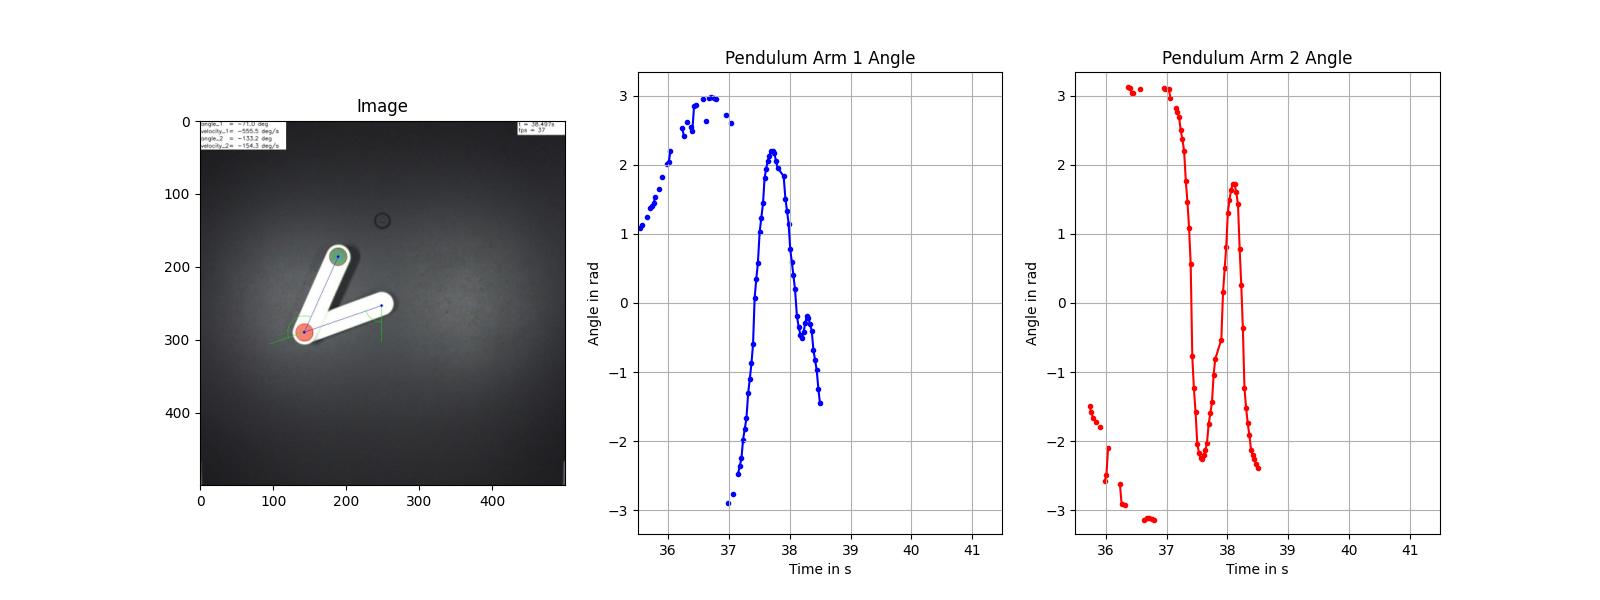 Image
angle_1 = -71.0 deg
velocity_1= -555.5 deg/s
angle_2 = -133.2 deg
velocity_2= -154.3 deg/s
t = 38.497s
fps = 37
0
100
200
300
400
0 100 200 300 400
Pendulum Arm 1 Angle
Angle in rad
3
2
1
0
−1
−2
−3
36 37 38 39 40 41
Time in s
Pendulum Arm 2 Angle
Angle in rad
3
2
1
0
−1
−2
−3
36 37 38 39 40 41
Time in s